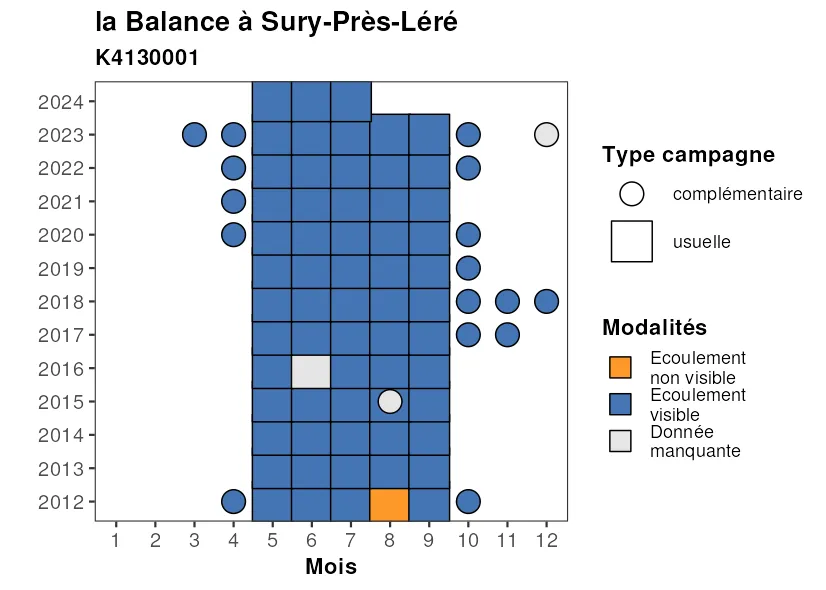 la Balance à Sury-Près-Léré
K4130001
2024
2023
2022
2021
2020
2019
2018
2017
2016
2015
2014
2013
2012
1 2 3 4 5 6 7 8 9 10 11 12
Mois
Type campagne
complémentaire
usuelle
Modalités
Ecoulement
non visible
Ecoulement
visible
Donnée
manquante